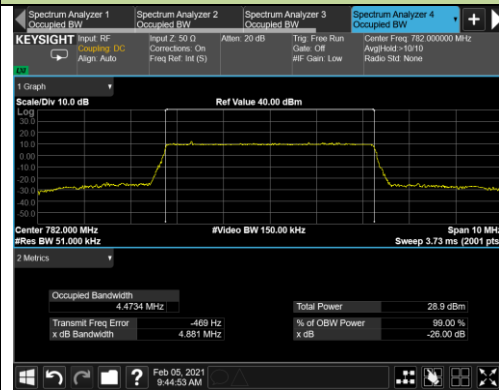 Spectrum Analyzer 1
Occupied BW
Spectrum Analyzer 2
Occupied BW
Spectrum Analyzer 3
Occupied BW
Spectrum Analyzer 4
Occupied BW
KEYSIGHT
Input: RF
Coupling: DC
Align: Auto
Input Z: 50 Ω
Corrections: On
Freq Ref: Int (S)
Atten: 20 dB
Trig: Free Run
Gate: Off
#IF Gain: Low
Center Freq: 782.000000 MHz
Avg|Hold:>10/10
Radio Std: None
LXI
1 Graph
Scale/Div 10.0 dB
Ref Value 40.00 dBm
Log
30.0
20.0
10.0
0.00
-10.0
-20.0
-30.0
-40.0
-50.0
Center 782.000 MHz
#Video BW 150.00 kHz
Span 10 MHz
#Res BW 51.000 kHz
Sweep 3.73 ms (2001 pts
2 Metrics
Occupied Bandwidth
4.4734 MHz
Total Power
28.9 dBm
Transmit Freq Error
-469 Hz
% of OBW Power
99.00 %
x dB Bandwidth
4.881 MHz
x dB
-26.00 dB
?
Feb 05, 2021
9:44:53 AM